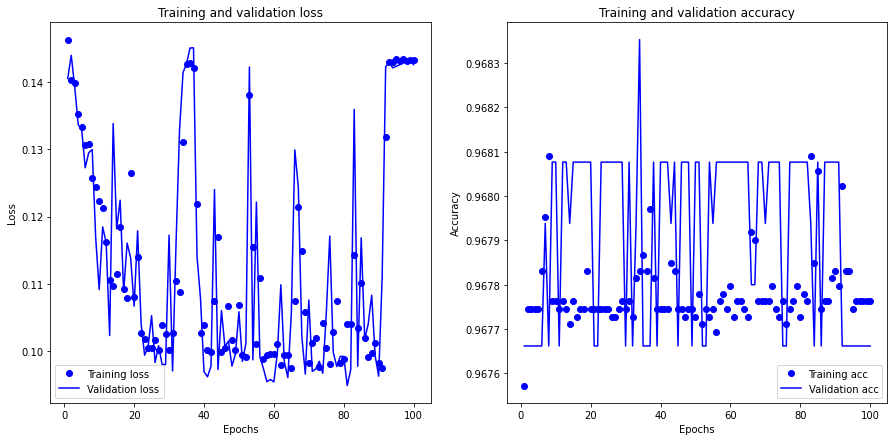 Training and validation loss
Loss
0.14
0.13
0.12
0.11
0.10
Training loss
Validation loss
0 20 40 60 80 100
Epochs
Training and validation accuracy
Accuracy
0.9683
0.9682
0.9681
0.9680
0.9679
0.9678
0.9677
0.9676
Training acc
Validation acc
0 20 40 60 80 100
Epochs